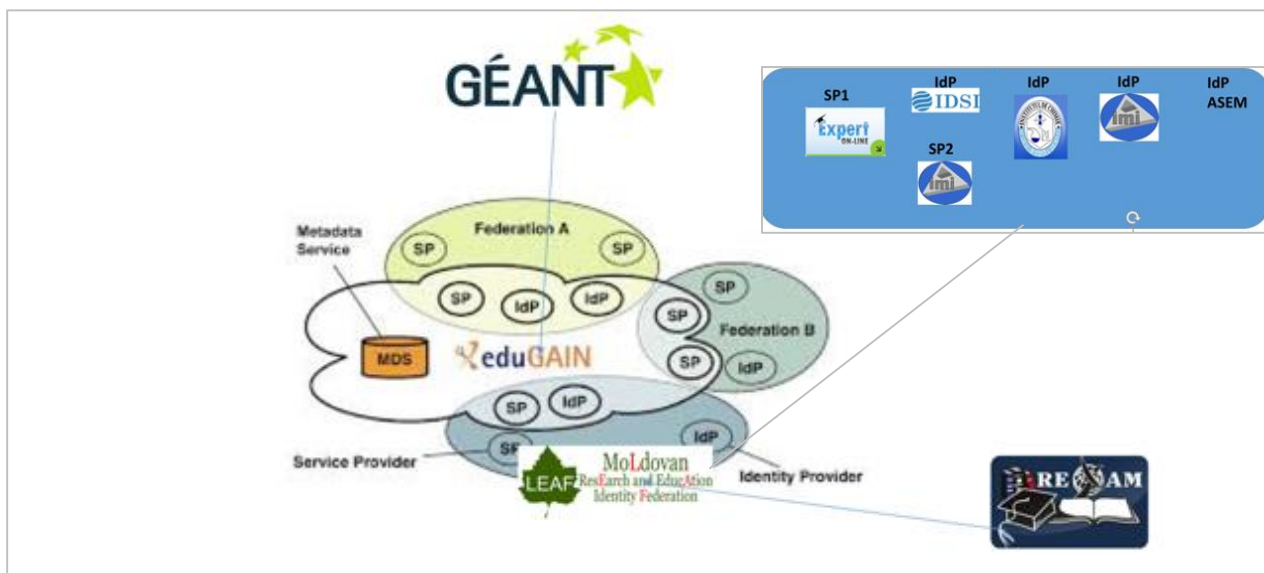 GÉANT
SP1
IdP
IdP
IdP
IdP
ASEM
IDSI
Expert
ON-LINE
imi
SP2
imi
Metadata
Service
Federation A
SP
SP
SP
IdP
IdP
SP
SP
Federation B
MDS
eduGAIN
SP
IdP
SP
IdP
SP
IdP
Service Provider
LEAF
MoLdovan
ResEarch and EducAtion
Identity Federation
Identity Provider
RE AM